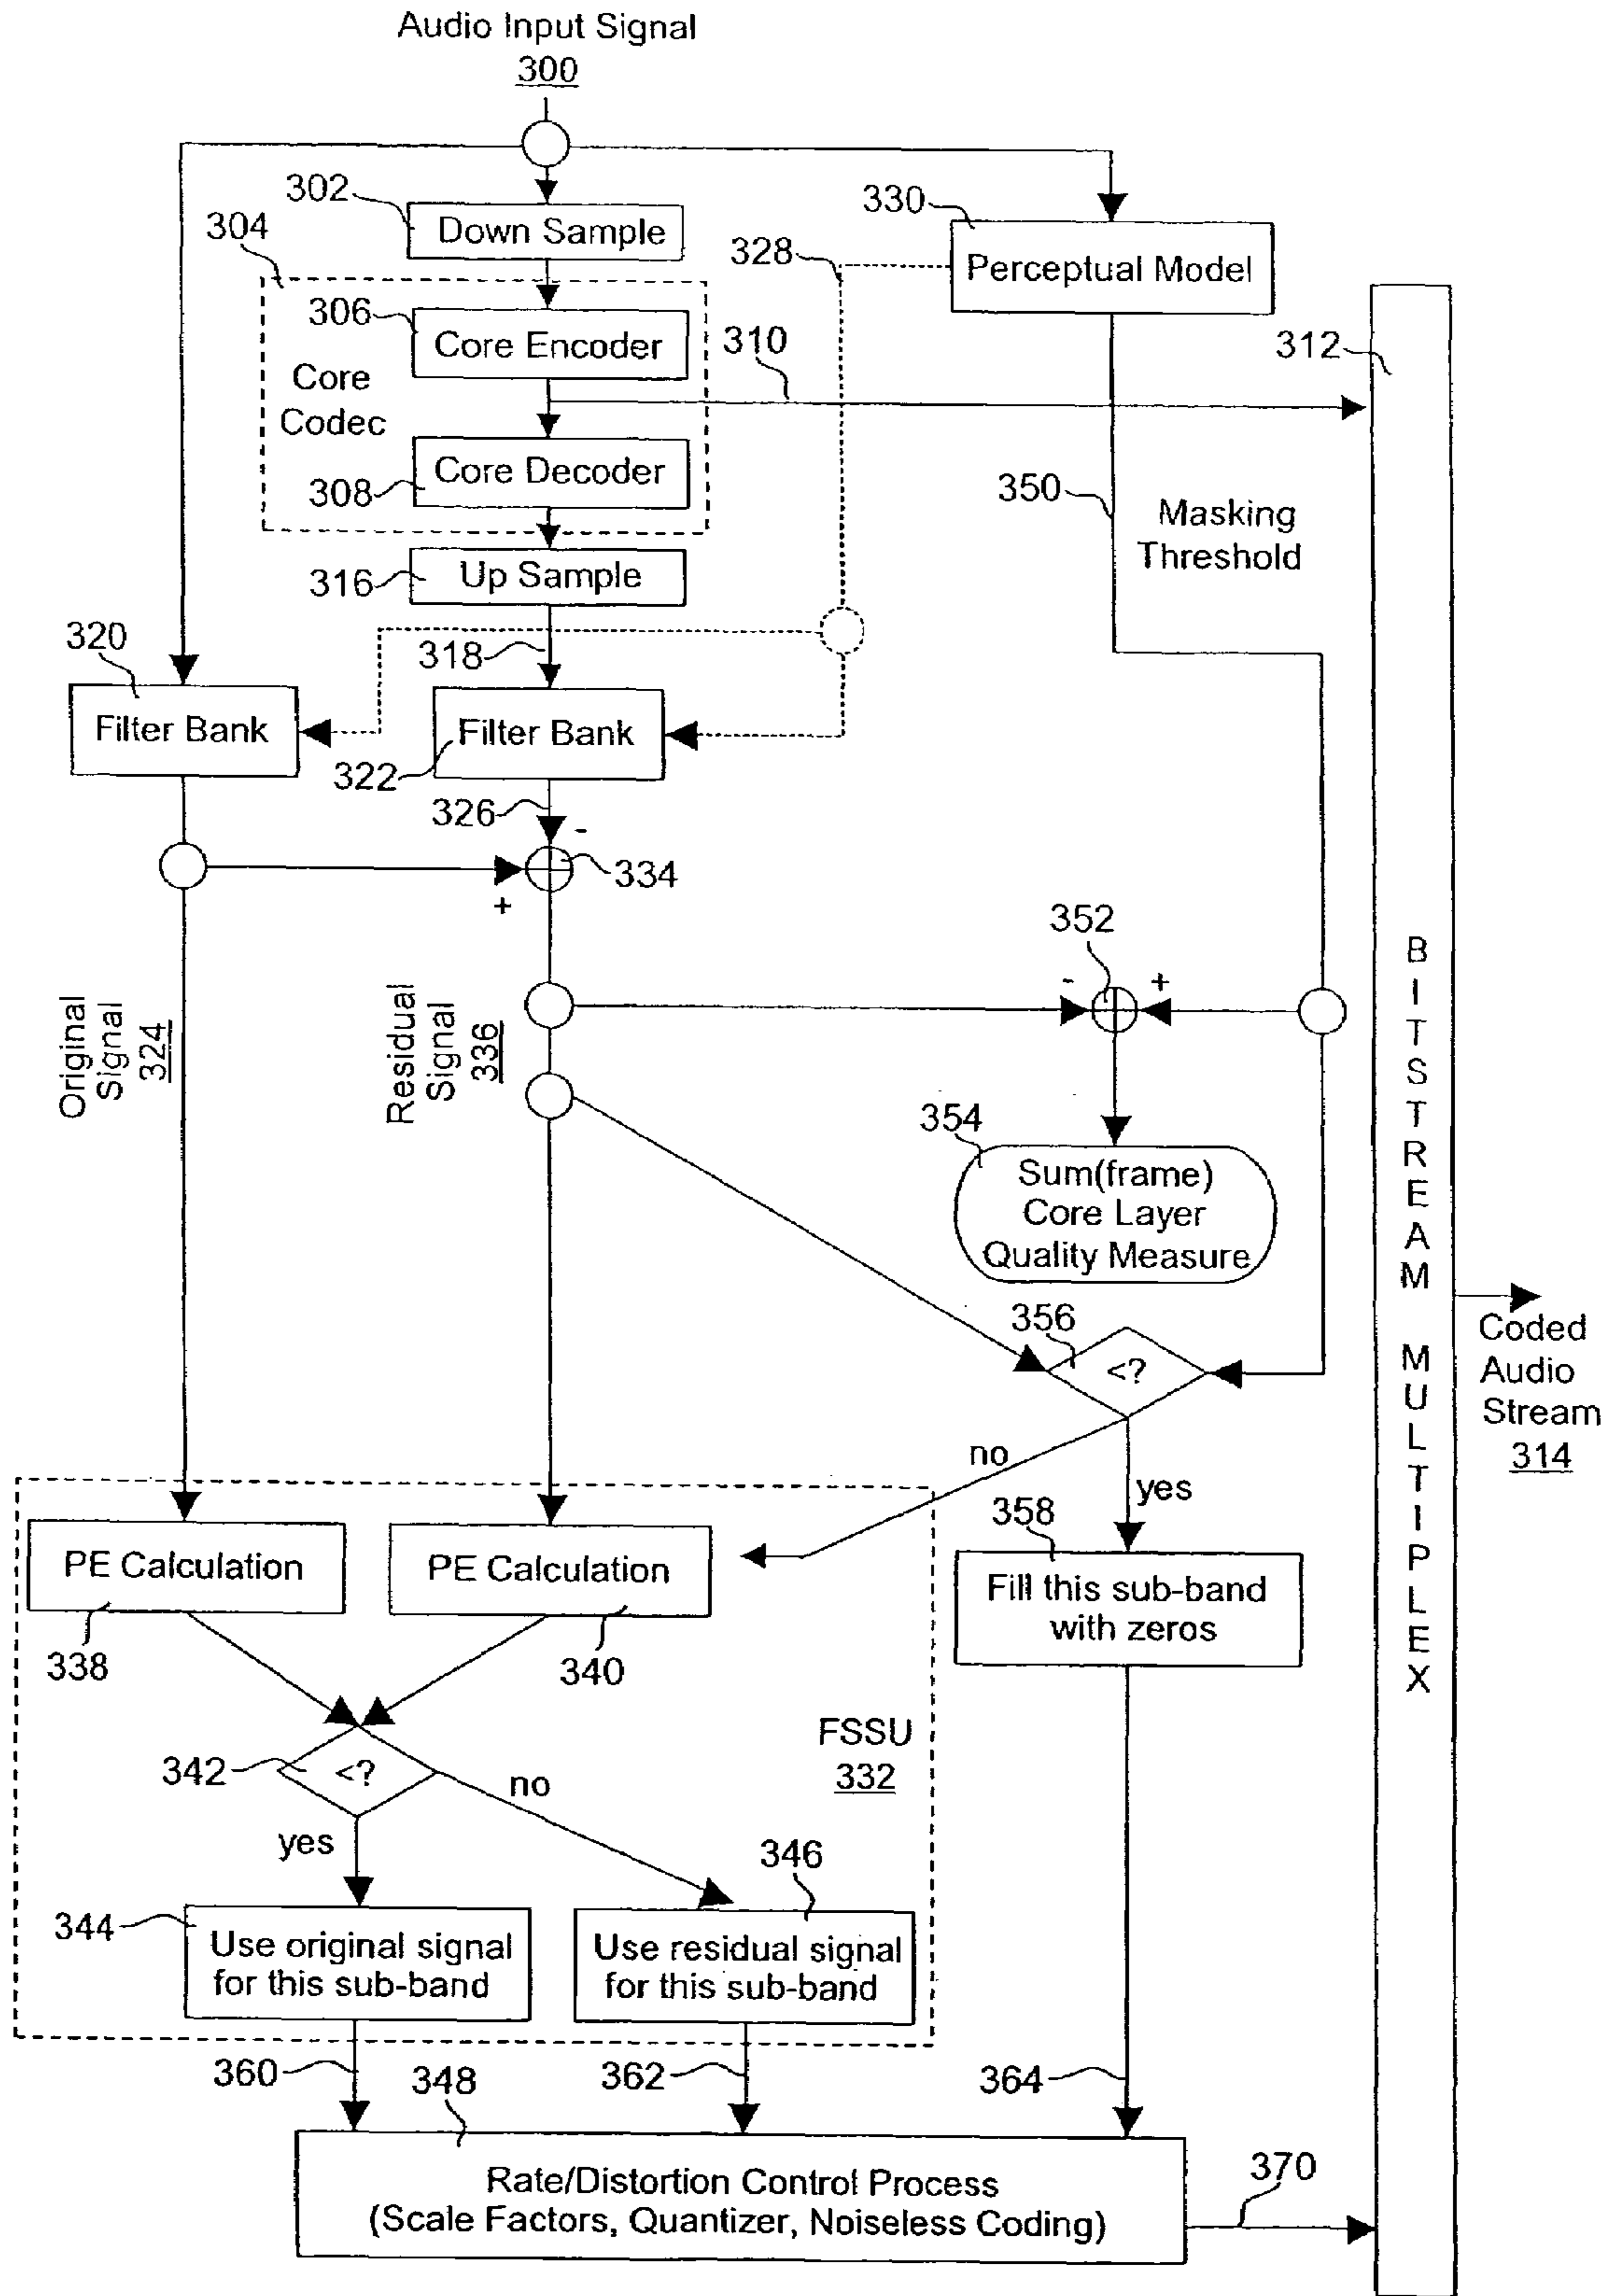 Audio Input Signal
300
302
Down Sample
330
Perceptual Model
304
328
306
Core Encoder
310
312
Core
Codec
308
Core Decoder
350
Masking
Threshold
316
Up Sample
320
318
Filter Bank
322
Filter Bank
326
-
334
+
352
-
+
Original
Signal
324
Residual
Signal
336
354
Sum(frame)
Core Layer
Quality Measure
BITSTREAM MULTIPLEX
356
<?
Coded
Audio
Stream
314
no
yes
358
PE Calculation
PE Calculation
Fill this sub-band
with zeros
338
340
FSSU
332
342
<?
no
yes
346
344
Use original signal
for this sub-band
Use residual signal
for this sub-band
360
348
362
364
Rate/Distortion Control Process
(Scale Factors, Quantizer, Noiseless Coding)
370